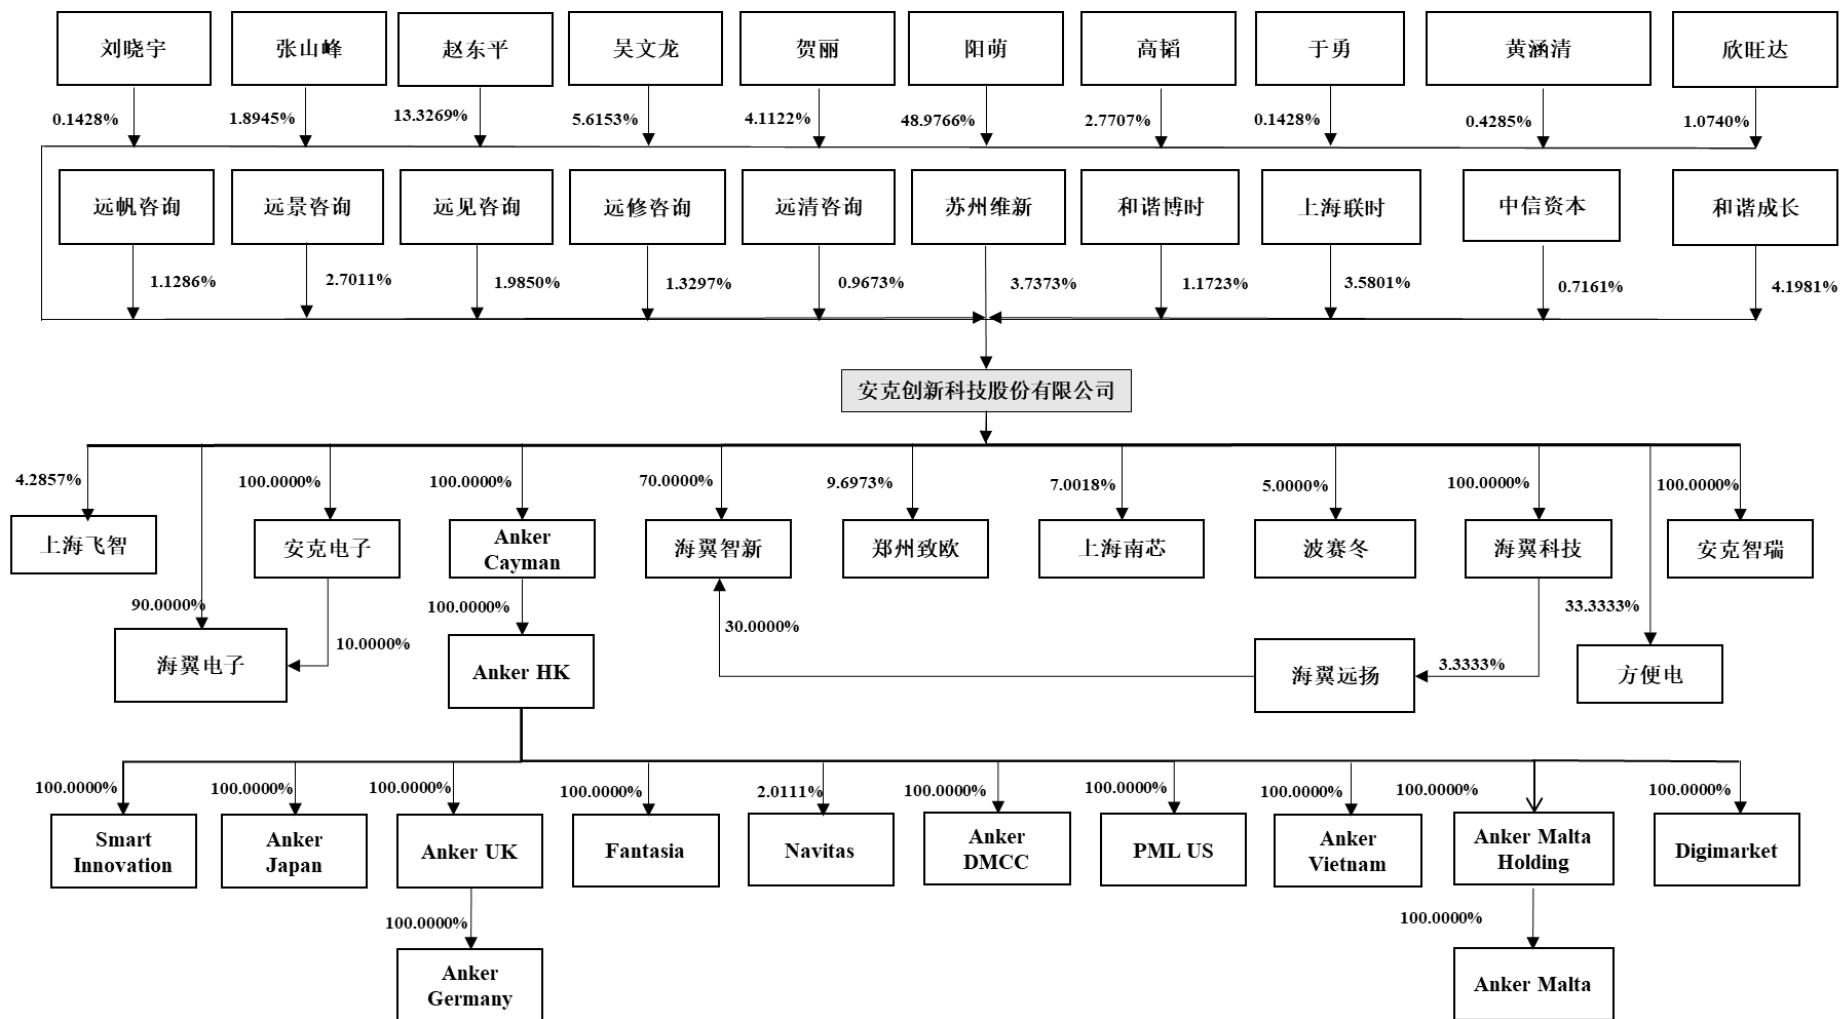 刘晓宇
张山峰
赵东平
吴文龙
贺丽
阳萌
高韬
于勇
黄涵清
欣旺达
0.1428%
1.8945%
13.3269%
5.6153%
4.1122%
48.9766%
2.7707%
0.1428%
0.4285%
1.0740%
远帆咨询
远景咨询
远见咨询
远修咨询
远清咨询
苏州维新
和谐博时
上海联时
中信资本
和谐成长
1.1286%
2.7011%
1.9850%
1.3297%
0.9673%
3.7373%
1.1723%
3.5801%
0.7161%
4.1981%
安克创新科技股份有限公司
4.2857%
100.0000%
100.0000%
70.0000%
9.6973%
7.0018%
5.0000%
100.0000%
100.0000%
上海飞智
安克电子
Anker
Cayman
海翼智新
郑州致欧
上海南芯
波赛冬
海翼科技
安克智瑞
90.0000%
10.0000%
100.0000%
30.0000%
3.3333%
33.3333%
海翼电子
Anker HK
海翼远扬
方便电
100.0000%
100.0000%
100.0000%
100.0000%
2.0111%
100.0000%
100.0000%
100.0000%
100.0000%
100.0000%
Smart
Innovation
Anker
Japan
Anker UK
Fantasia
Navitas
Anker
DMCC
PML US
Anker
Vietnam
Anker Malta
Holding
Digimarket
100.0000%
100.0000%
Anker
Germany
Anker Malta